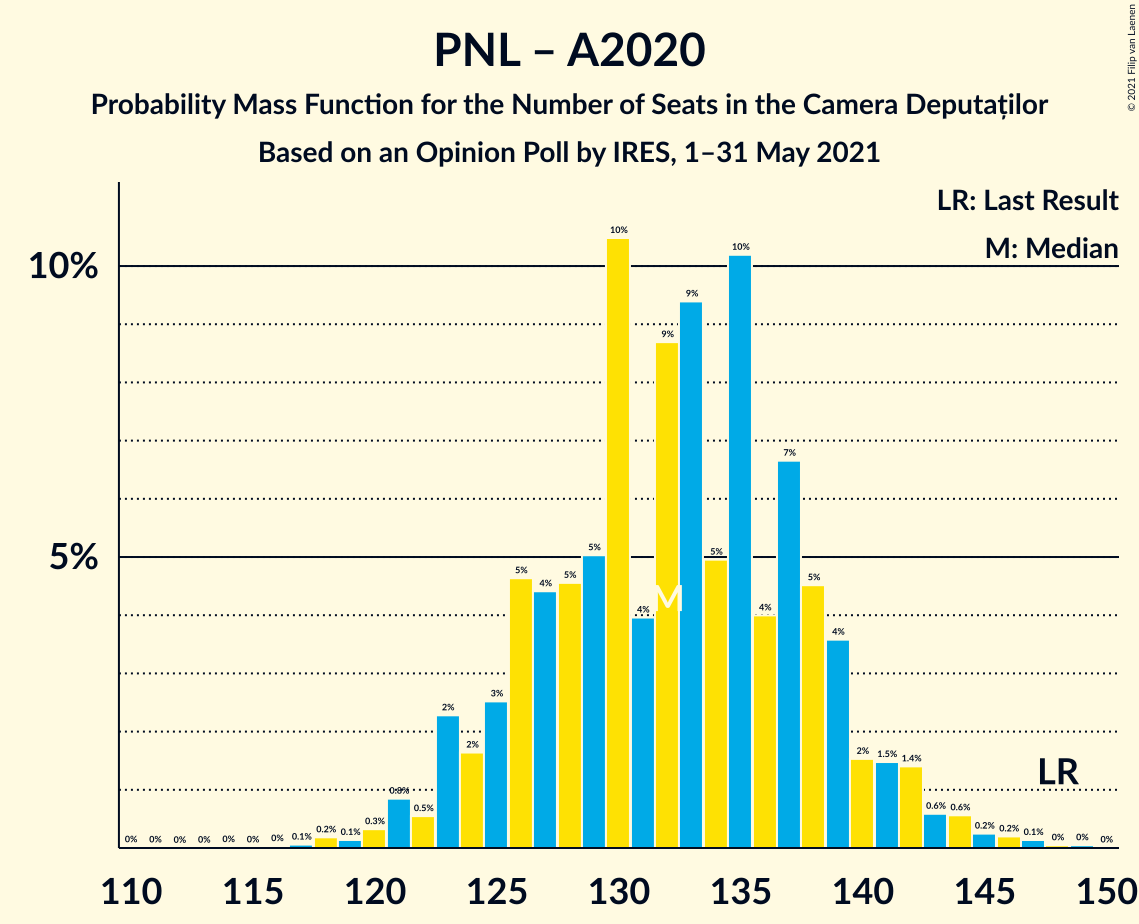 PNL – A2020
Probability Mass Function for the Number of Seats in the Camera Deputaților
Based on an Opinion Poll by IRES, 1–31 May 2021
© 2021 Filip van Laenen
LR: Last Result
M: Median
10%
5%
0% 0% 0% 0% 0% 0% 0% 0.1% 0.2% 0.1% 0.3% 0.8% 0.5% 2% 2% 3% 5% 4% 5% 5% 10% 4% 9% 9% 5% 10% 4% 7% 5% 4% 2% 1.5% 1.4% 0.6% 0.6% 0.2% 0.2% 0.1% 0% 0% 0%
M
LR
110 115 120 125 130 135 140 145 150